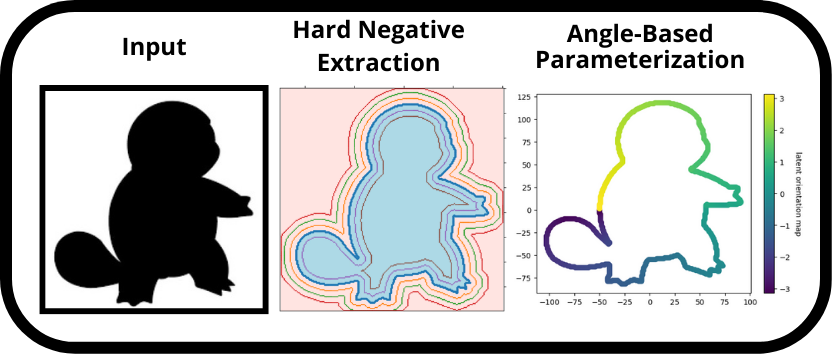 Input
Hard Negative
Extraction
Angle-Based
Parameterization
125
100
75
50
25
0
−25
−50
−75
−100 −75 −50 −25 0 25 50 75 100
3
2
1
0
−1
−2
−3
latent orientation map